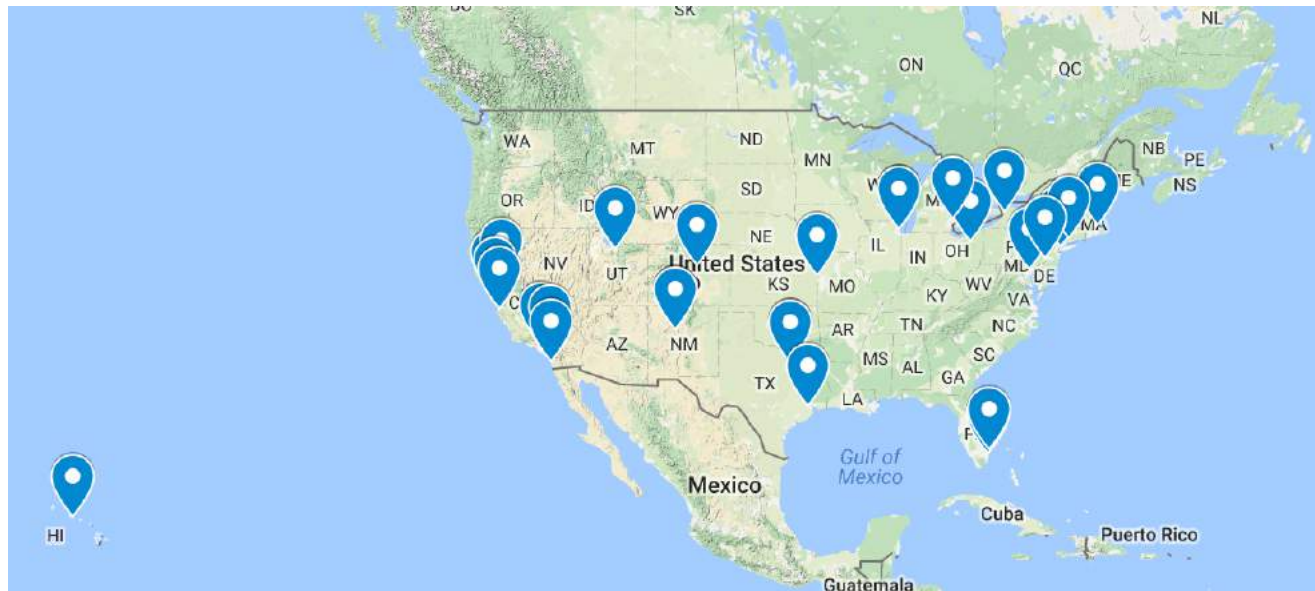 SK
NL
ON
QC
WA
MT
ND
MN
NB
PE
NS
ME
OR
ID
WY
SD
W
M
MA
NV
UT
NE
IL
IN
OH
P
MD
DE
United States
KS
MO
KY
WV
VA
C
AZ
NM
AR
TN
NC
MS
AL
SC
GA
TX
LA
F
Gulf of
Mexico
Mexico
Cuba
Puerto Rico
HI
Guatemala